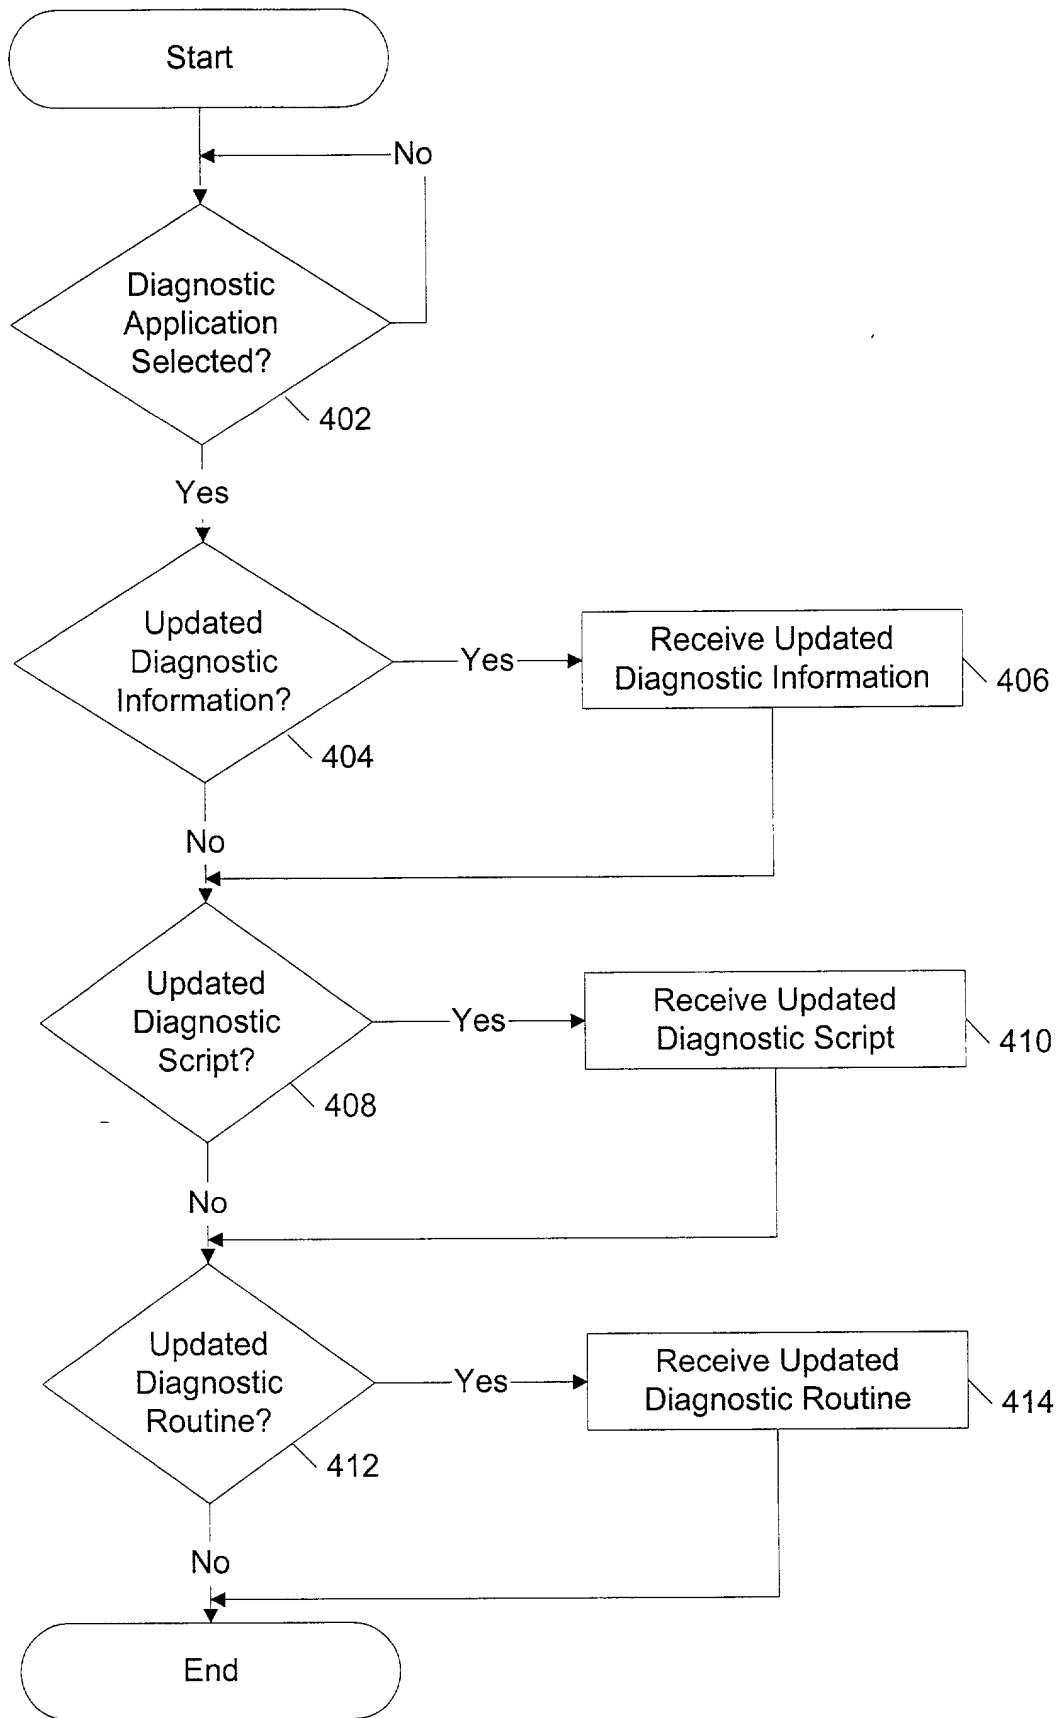 Start
No
Diagnostic
Application
Selected?
402
Yes
Updated
Diagnostic
Information?
404
Yes
Receive Updated
Diagnostic Information
406
No
Updated
Diagnostic
Script?
408
Yes
Receive Updated
Diagnostic Script
410
No
Updated
Diagnostic
Routine?
412
Yes
Receive Updated
Diagnostic Routine
414
No
End